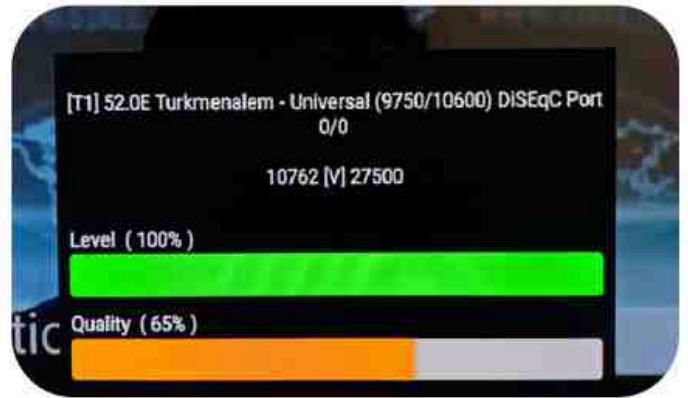 [T1] 52.0E Turkmenalem - Universal (9750/10600) DiSEqC Port
0/0
10762 [V] 27500
Level ( 100% )
Quality ( 65% )
tic